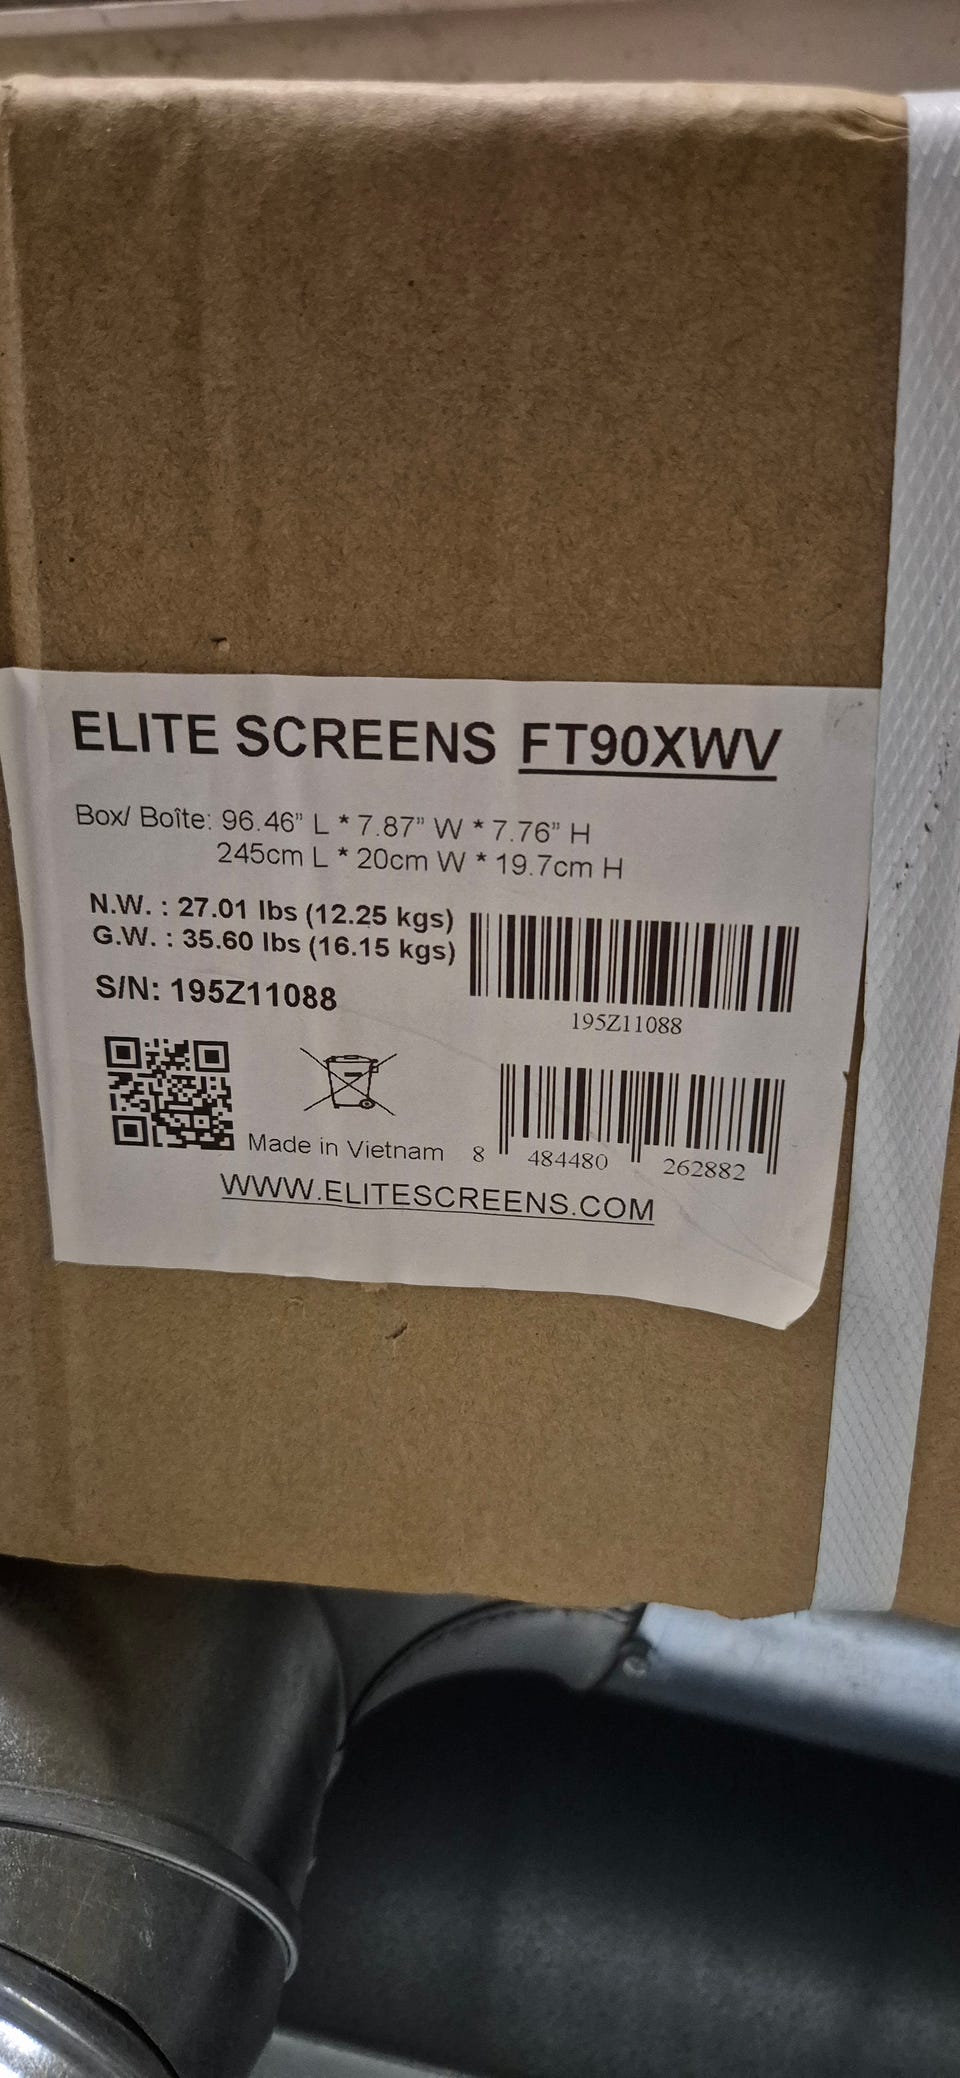 ELITE SCREENS FT90XWV
Box/ Boîte: 96.46” L * 7.87” W * 7.76” H
245cm L * 20cm W * 19.7cm H
N.W. : 27.01 lbs (12.25 kgs)
G.W. : 35.60 lbs (16.15 kgs)
S/N: 195Z11088
195Z11088
Made in Vietnam
8 484480 262882
WWW.ELITESCREENS.COM